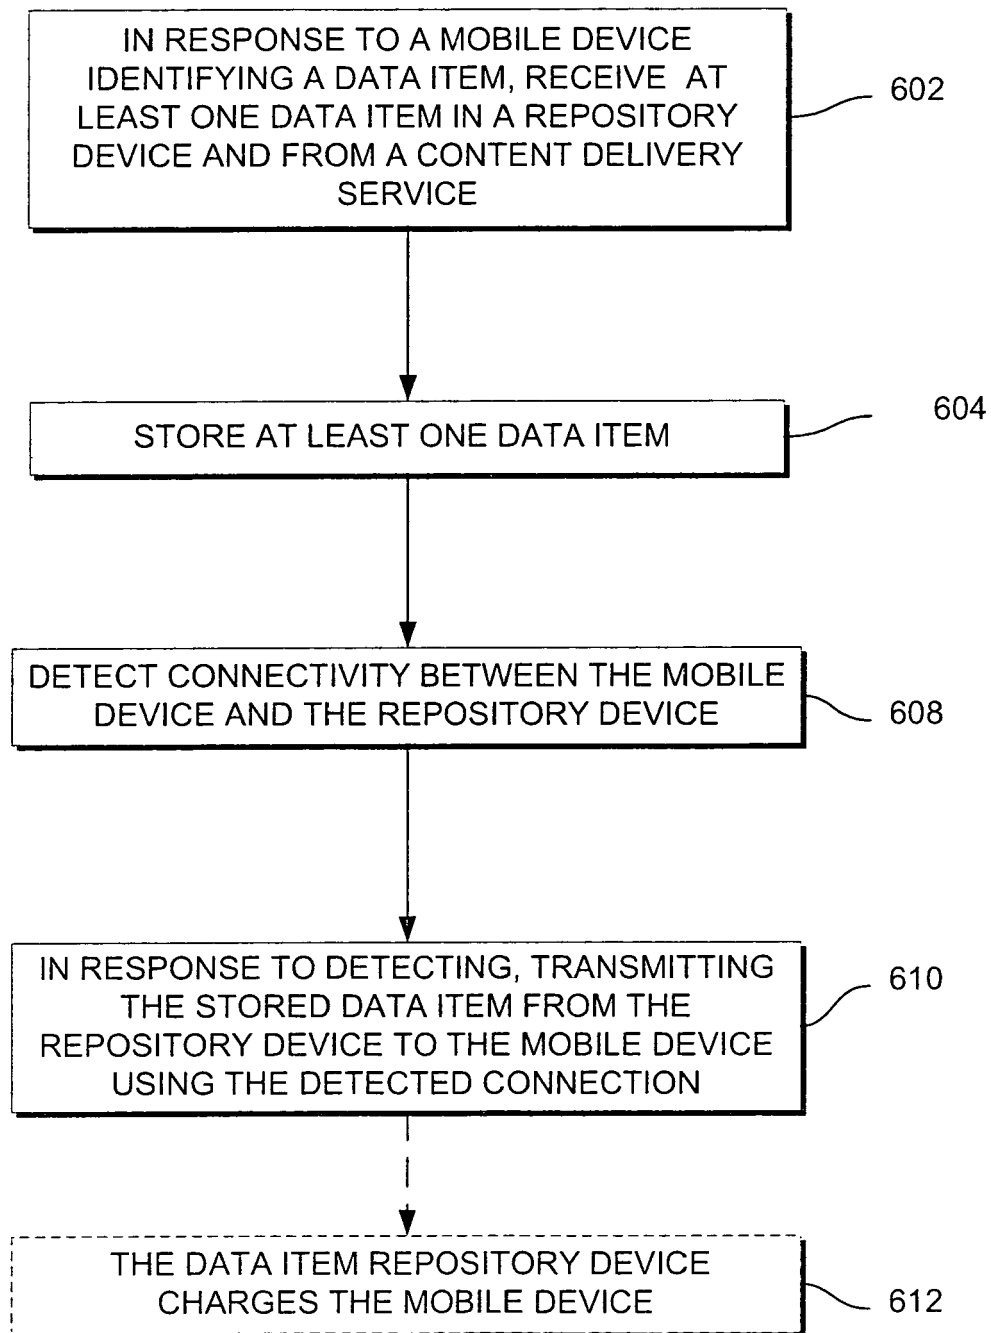 IN RESPONSE TO A MOBILE DEVICE
IDENTIFYING A DATA ITEM, RECEIVE AT
LEAST ONE DATA ITEM IN A REPOSITORY
DEVICE AND FROM A CONTENT DELIVERY
SERVICE
602
STORE AT LEAST ONE DATA ITEM
604
DETECT CONNECTIVITY BETWEEN THE MOBILE
DEVICE AND THE REPOSITORY DEVICE
608
IN RESPONSE TO DETECTING, TRANSMITTING
THE STORED DATA ITEM FROM THE
REPOSITORY DEVICE TO THE MOBILE DEVICE
USING THE DETECTED CONNECTION
610
THE DATA ITEM REPOSITORY DEVICE
CHARGES THE MOBILE DEVICE
612